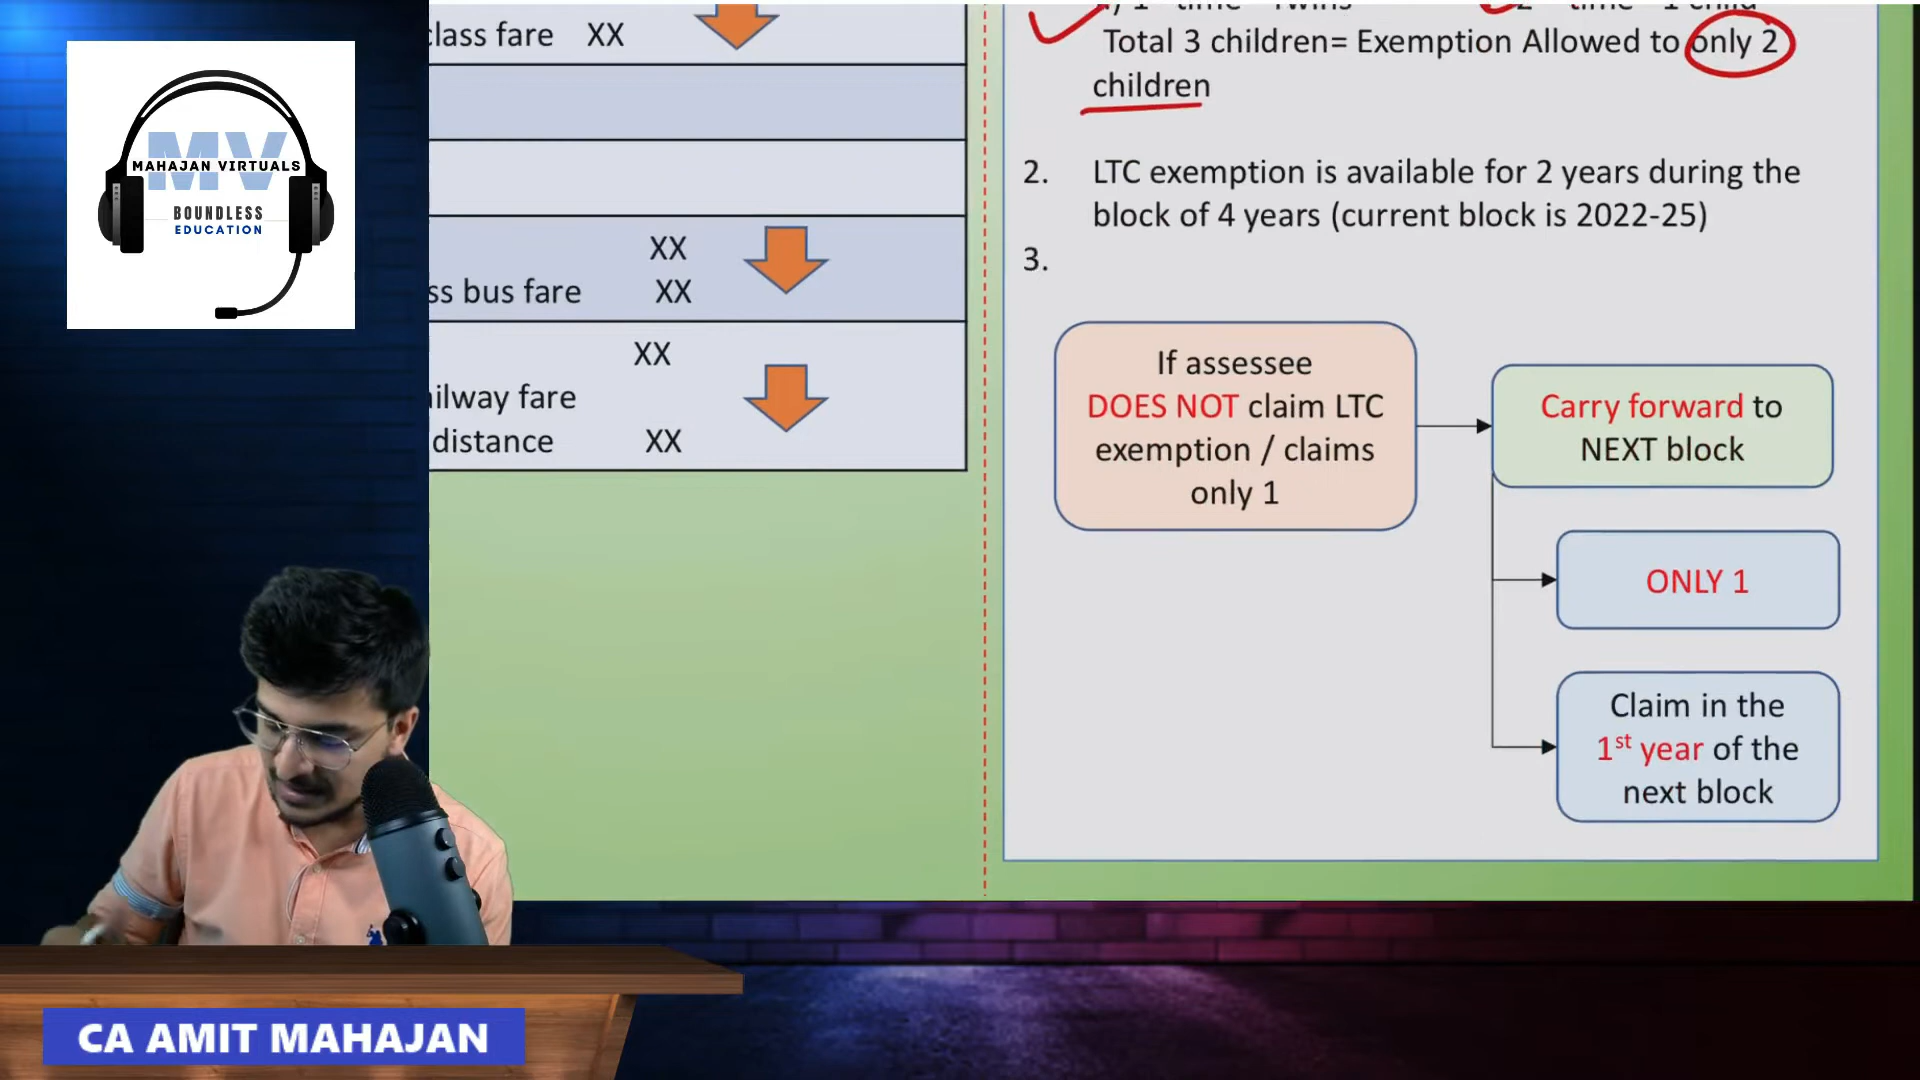 class fare XX
XX
ss bus fare XX
XX
ilway fare
distance XX
Total 3 children= Exemption Allowed to only 2
children
2. LTC exemption is available for 2 years during the
block of 4 years (current block is 2022-25)
3.
If assessee
DOES NOT claim LTC
exemption / claims
only 1
Carry forward to
NEXT block
ONLY 1
Claim in the
1st year of the
next block
MV
MAHAJAN VIRTUALS
BOUNDLESS
EDUCATION
CA AMIT MAHAJAN